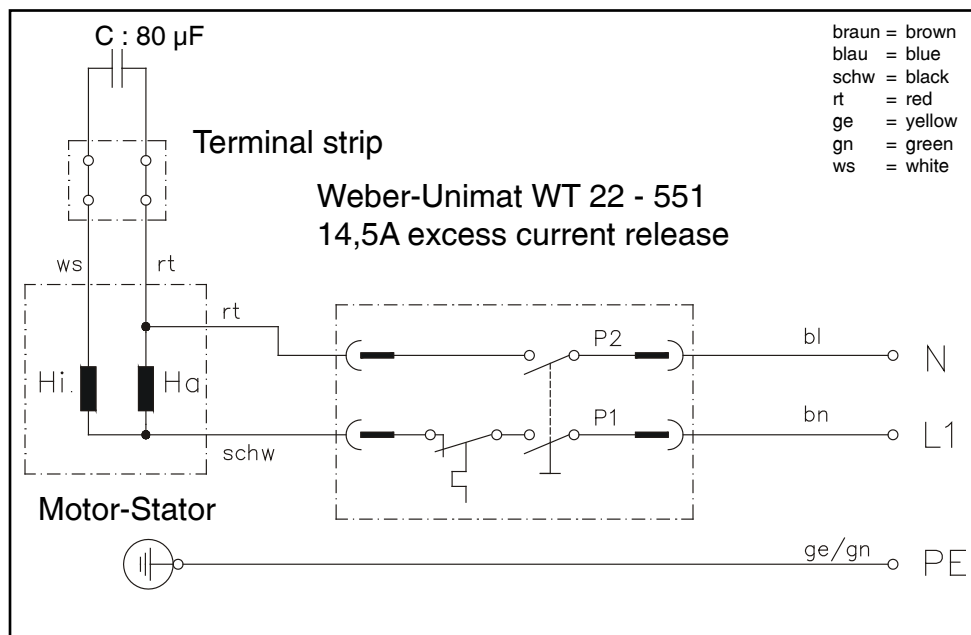 C : 80 µF
braun = brown
blau = blue
schw = black
rt = red
ge = yellow
gn = green
ws = white
Terminal strip
Weber-Unimat WT 22 - 551
14,5A excess current release
ws rt
rt
P2
bl
N
Hi. Ha
P1
bn
L1
schw
Motor-Stator
ge/gn
PE